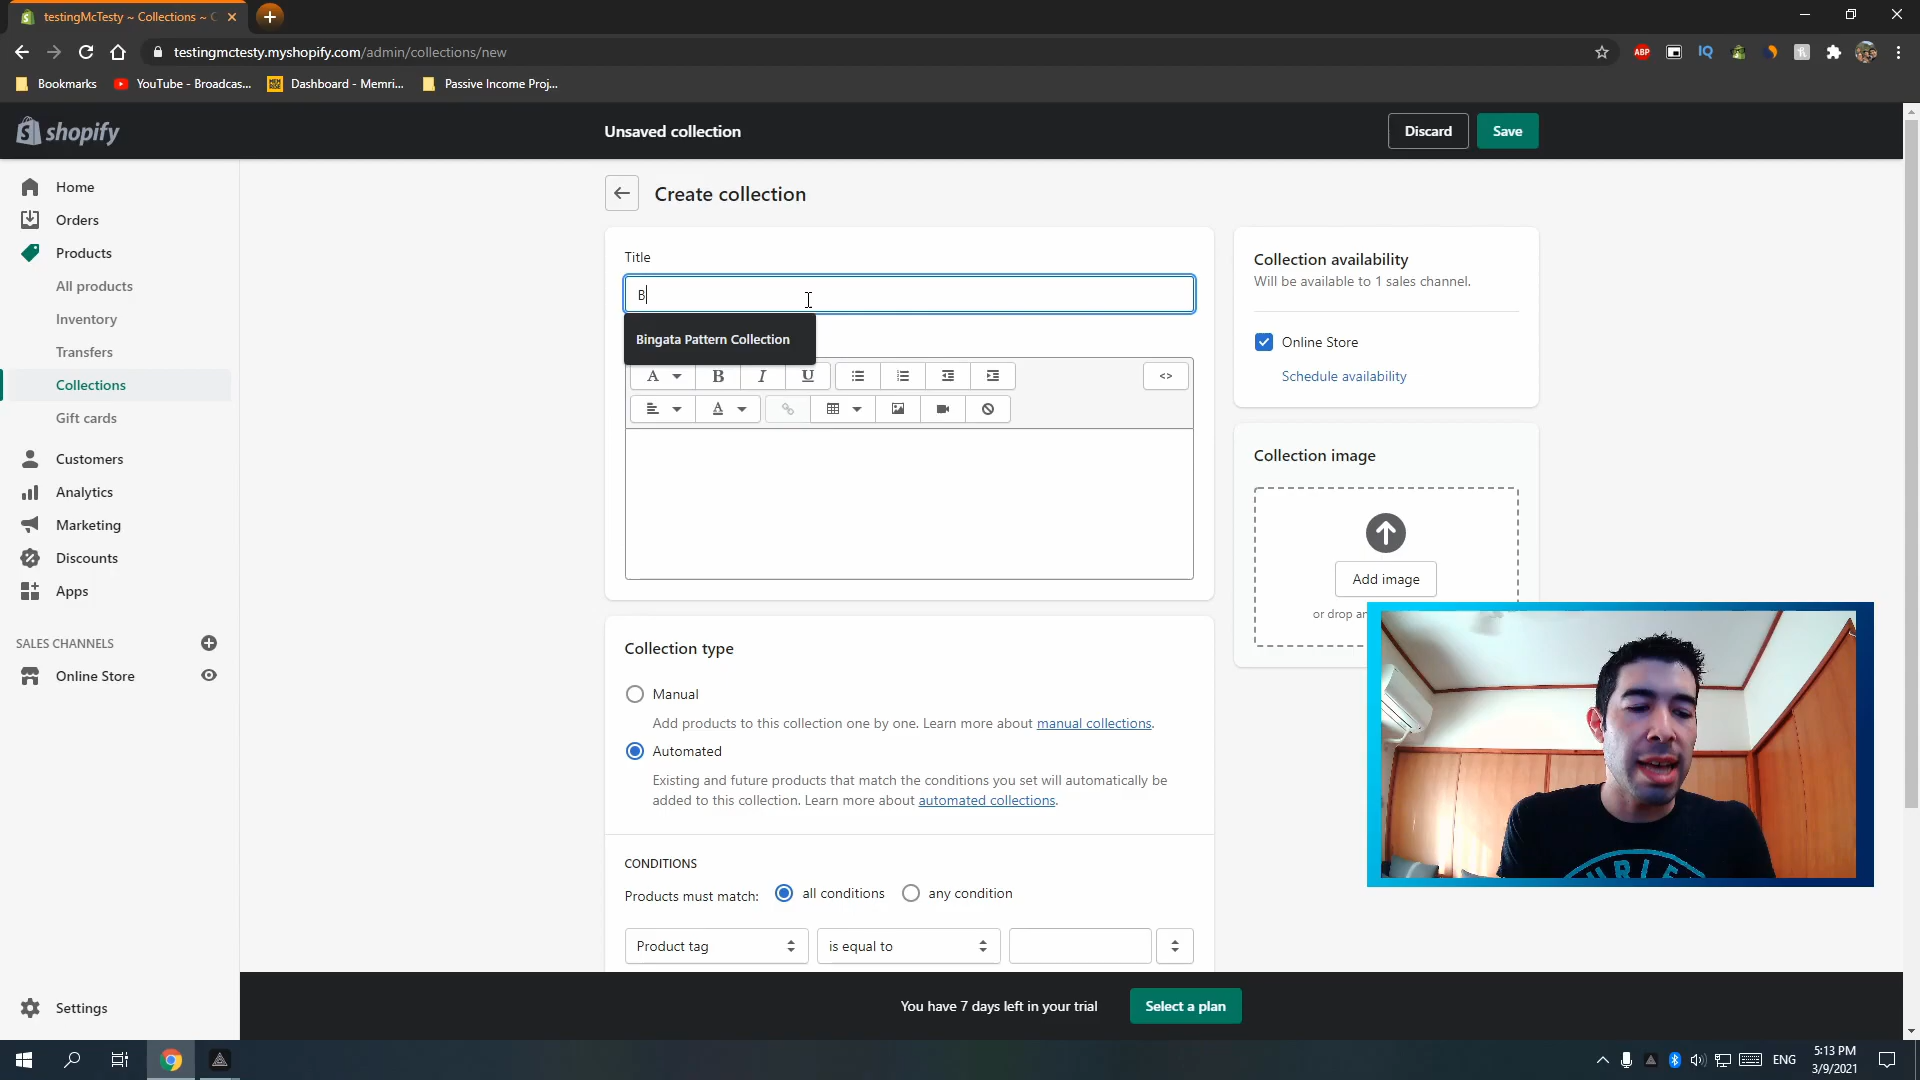 testingMcTesty ~ Collections ~ C
testingmctesty.myshopify.com/admin/collections/new
ABP
IQ
Bookmarks
YouTube - Broadcas...
Dashboard - Memri...
Passive Income Proj...
shopify
Unsaved collection
Discard
Save
Home
Orders
Products
All products
Inventory
Transfers
Collections
Gift cards
Customers
Analytics
Marketing
Discounts
Apps
SALES CHANNELS
Online Store
Settings
Create collection
Title
B
Bingata Pattern Collection
A
B
I
U
<>
A
Collection type
Manual
Add products to this collection one by one. Learn more about manual collections.
Automated
Existing and future products that match the conditions you set will automatically be
added to this collection. Learn more about automated collections.
CONDITIONS
Products must match:
all conditions
any condition
Product tag
is equal to
Collection availability
Will be available to 1 sales channel.
Online Store
Schedule availability
Collection image
Add image
or drop an
You have 7 days left in your trial
Select a plan
ENG
5:13 PM
3/9/2021